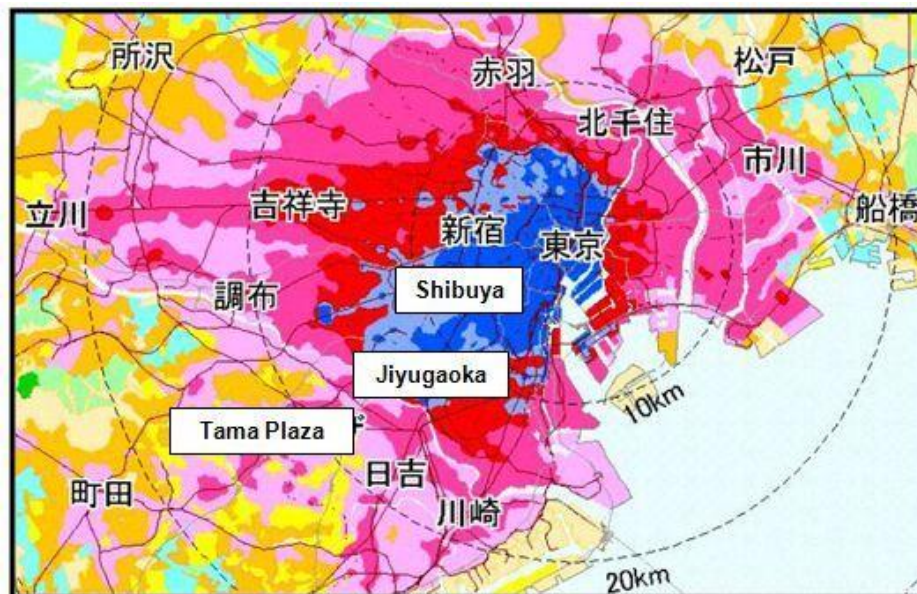 所沢
赤羽
松戸
北千住
市川
立川
吉祥寺
新宿
東京
船橋
Shibuya
調布
Jiyugaoka
10km
Tama Plaza
日吉
町田
川崎
20km